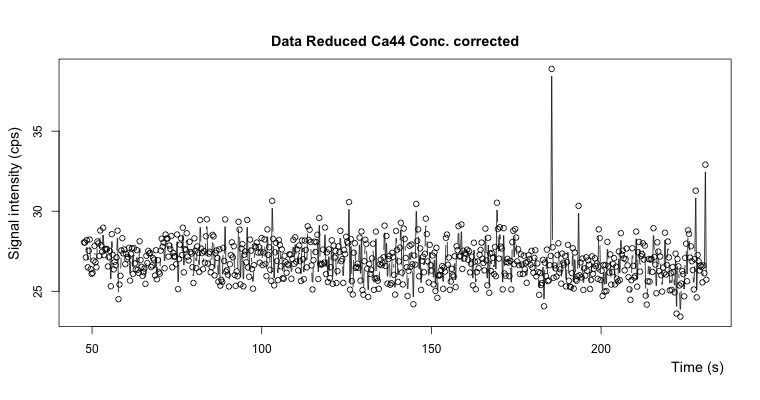 Data Reduced Ca44 Conc. corrected
Signal intensity (cps)
35
30
25
50
100
150
200
Time (s)